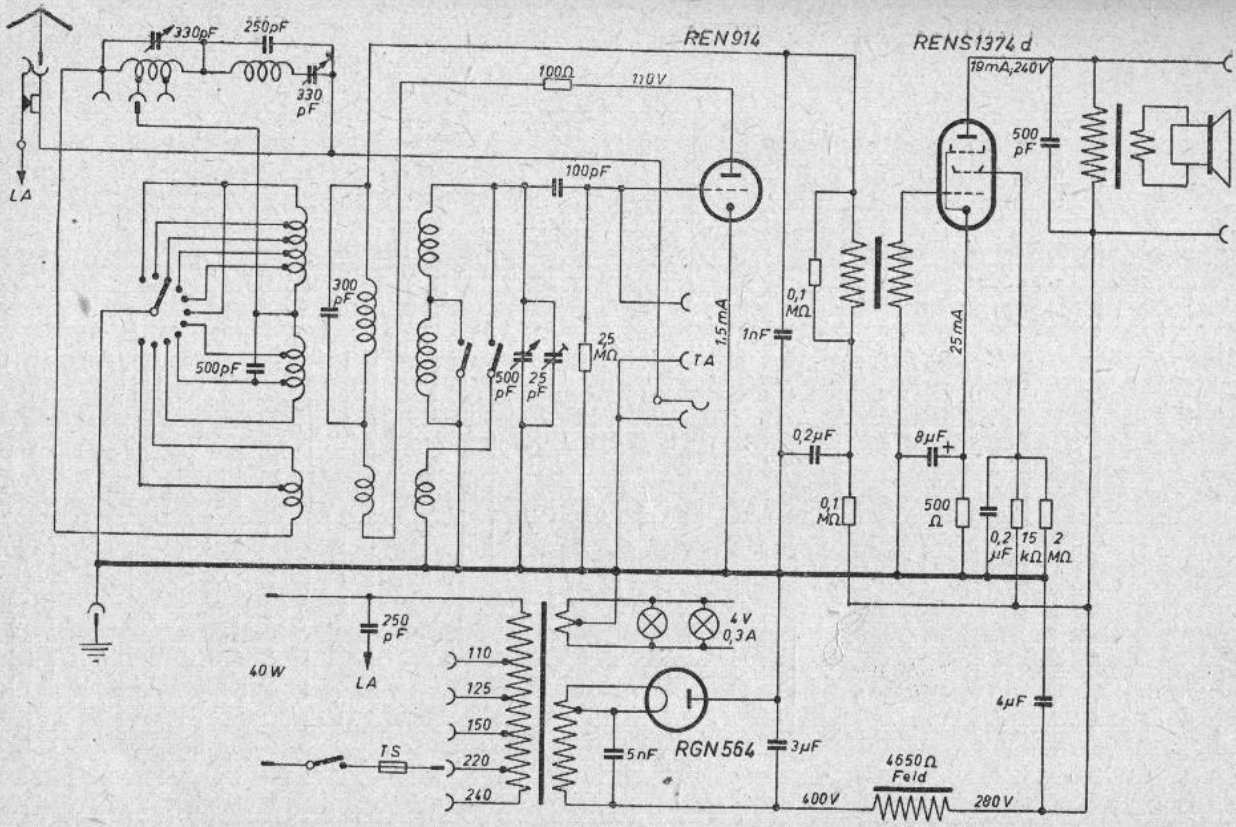 330pF
250pF
330
pF
REN914
RENS1374 d
19mA,240V
100Ω
110V
100pF
500
pF
LA
300
pF
500pF
500
pF
25
pF
2,5
MΩ
TA
1,5mA
1nF
0,1
MΩ
25mA
0,2µF
0,1
MΩ
8µF
+
500
Ω
0,2
µF
15
kΩ
2
MΩ
250
pF
LA
40W
110
125
150
220
240
TS
4V
0,3A
RGN564
5nF
3µF
4µF
4650Ω
Feld
400V
280V